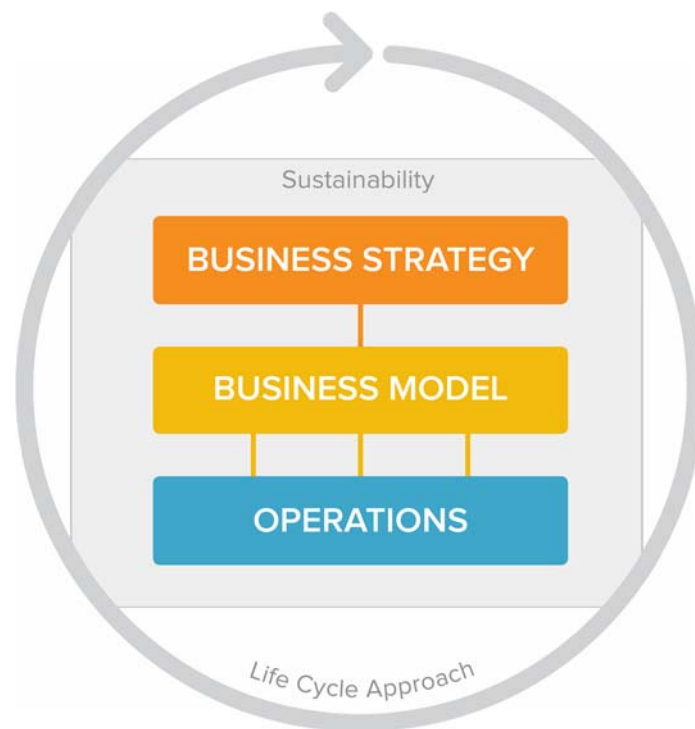 Sustainability
BUSINESS STRATEGY
BUSINESS MODEL
OPERATIONS
Life Cycle Approach